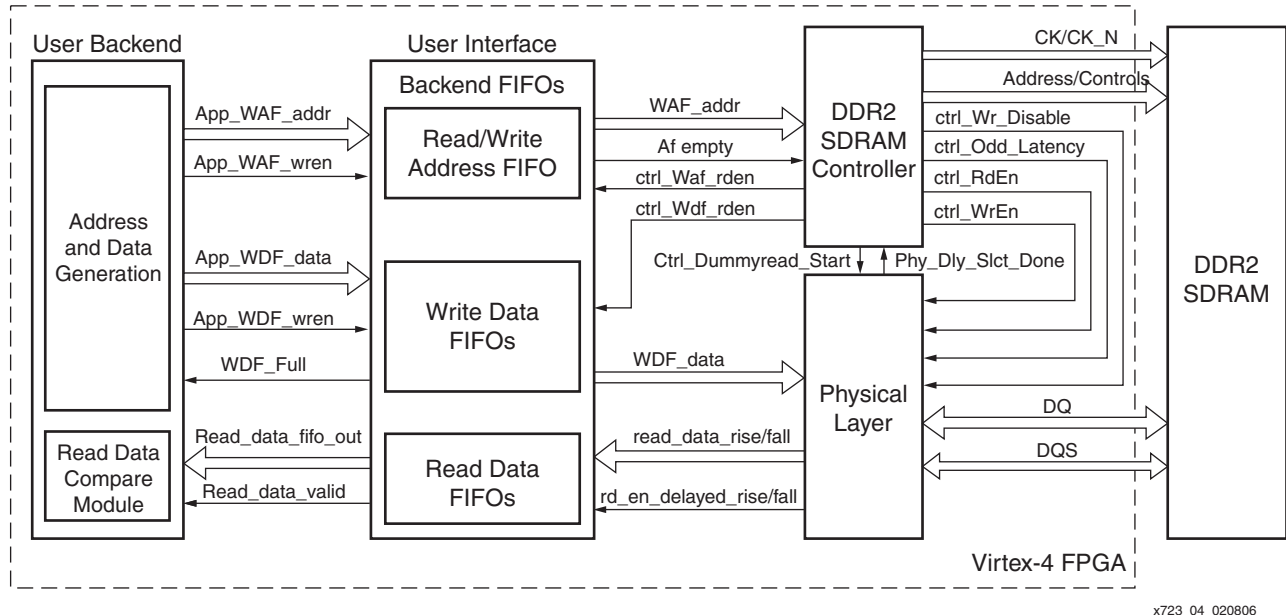 User Backend
User Interface
Backend FIFOs
Address
and Data
Generation
Read Data
Compare
Module
App_WAF_addr
App_WAF_wren
App_WDF_data
App_WDF_wren
WDF_Full
Read_data_fifo_out
Read_data_valid
Read/Write
Address FIFO
Write Data
FIFOs
Read Data
FIFOs
WAF_addr
Af empty
ctrl_Waf_rden
ctrl_Wdf_rden
Ctrl_Dummyread_Start
Phy_Dly_Slct_Done
WDF_data
read_data_rise/fall
rd_en_delayed_rise/fall
DDR2
SDRAM
Controller
Physical
Layer
CK/CK_N
Address/Controls
ctrl_Wr_Disable
ctrl_Odd_Latency
ctrl_RdEn
ctrl_WrEn
DQ
DQS
DDR2
SDRAM
Virtex-4 FPGA
x723_04_020806